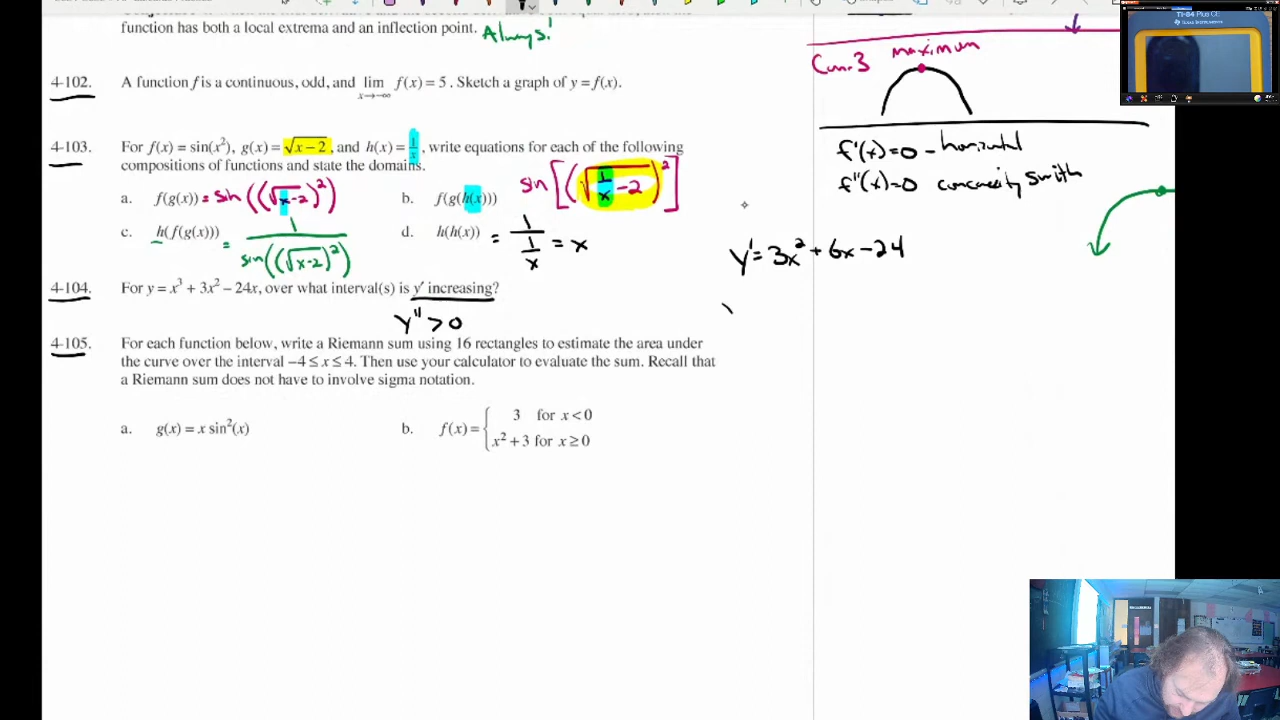 function has both a local extrema and an inflection point. Always!
4-102. A function f is a continuous, odd, and lim x→−∞ f(x) = 5. Sketch a graph of y = f(x).
4-103. For f(x) = sin(x²), g(x) = √(x − 2), and h(x) = 1/x, write equations for each of the following
compositions of functions and state the domains.
a. f(g(x)) = sin((√x-2)²)
b. f(g(h(x))) sin[(√(1/x - 2))²]
c. h(f(g(x))) = 1/sin((√x-2)²)
d. h(h(x)) = 1/(1/x) = x
4-104. For y = x³ + 3x² − 24x, over what interval(s) is y′ increasing?
y" > 0
4-105. For each function below, write a Riemann sum using 16 rectangles to estimate the area under
the curve over the interval −4 ≤ x ≤ 4. Then use your calculator to evaluate the sum. Recall that
a Riemann sum does not have to involve sigma notation.
a. g(x) = x sin²(x)
b. f(x) = { 3 for x < 0
x² + 3 for x ≥ 0
maximum
f'(x)=0 - horizontal
f"(x)=0 concavity switch
y' = 3x² + 6x - 24
TI-84 Plus CE
TEXAS INSTRUMENTS